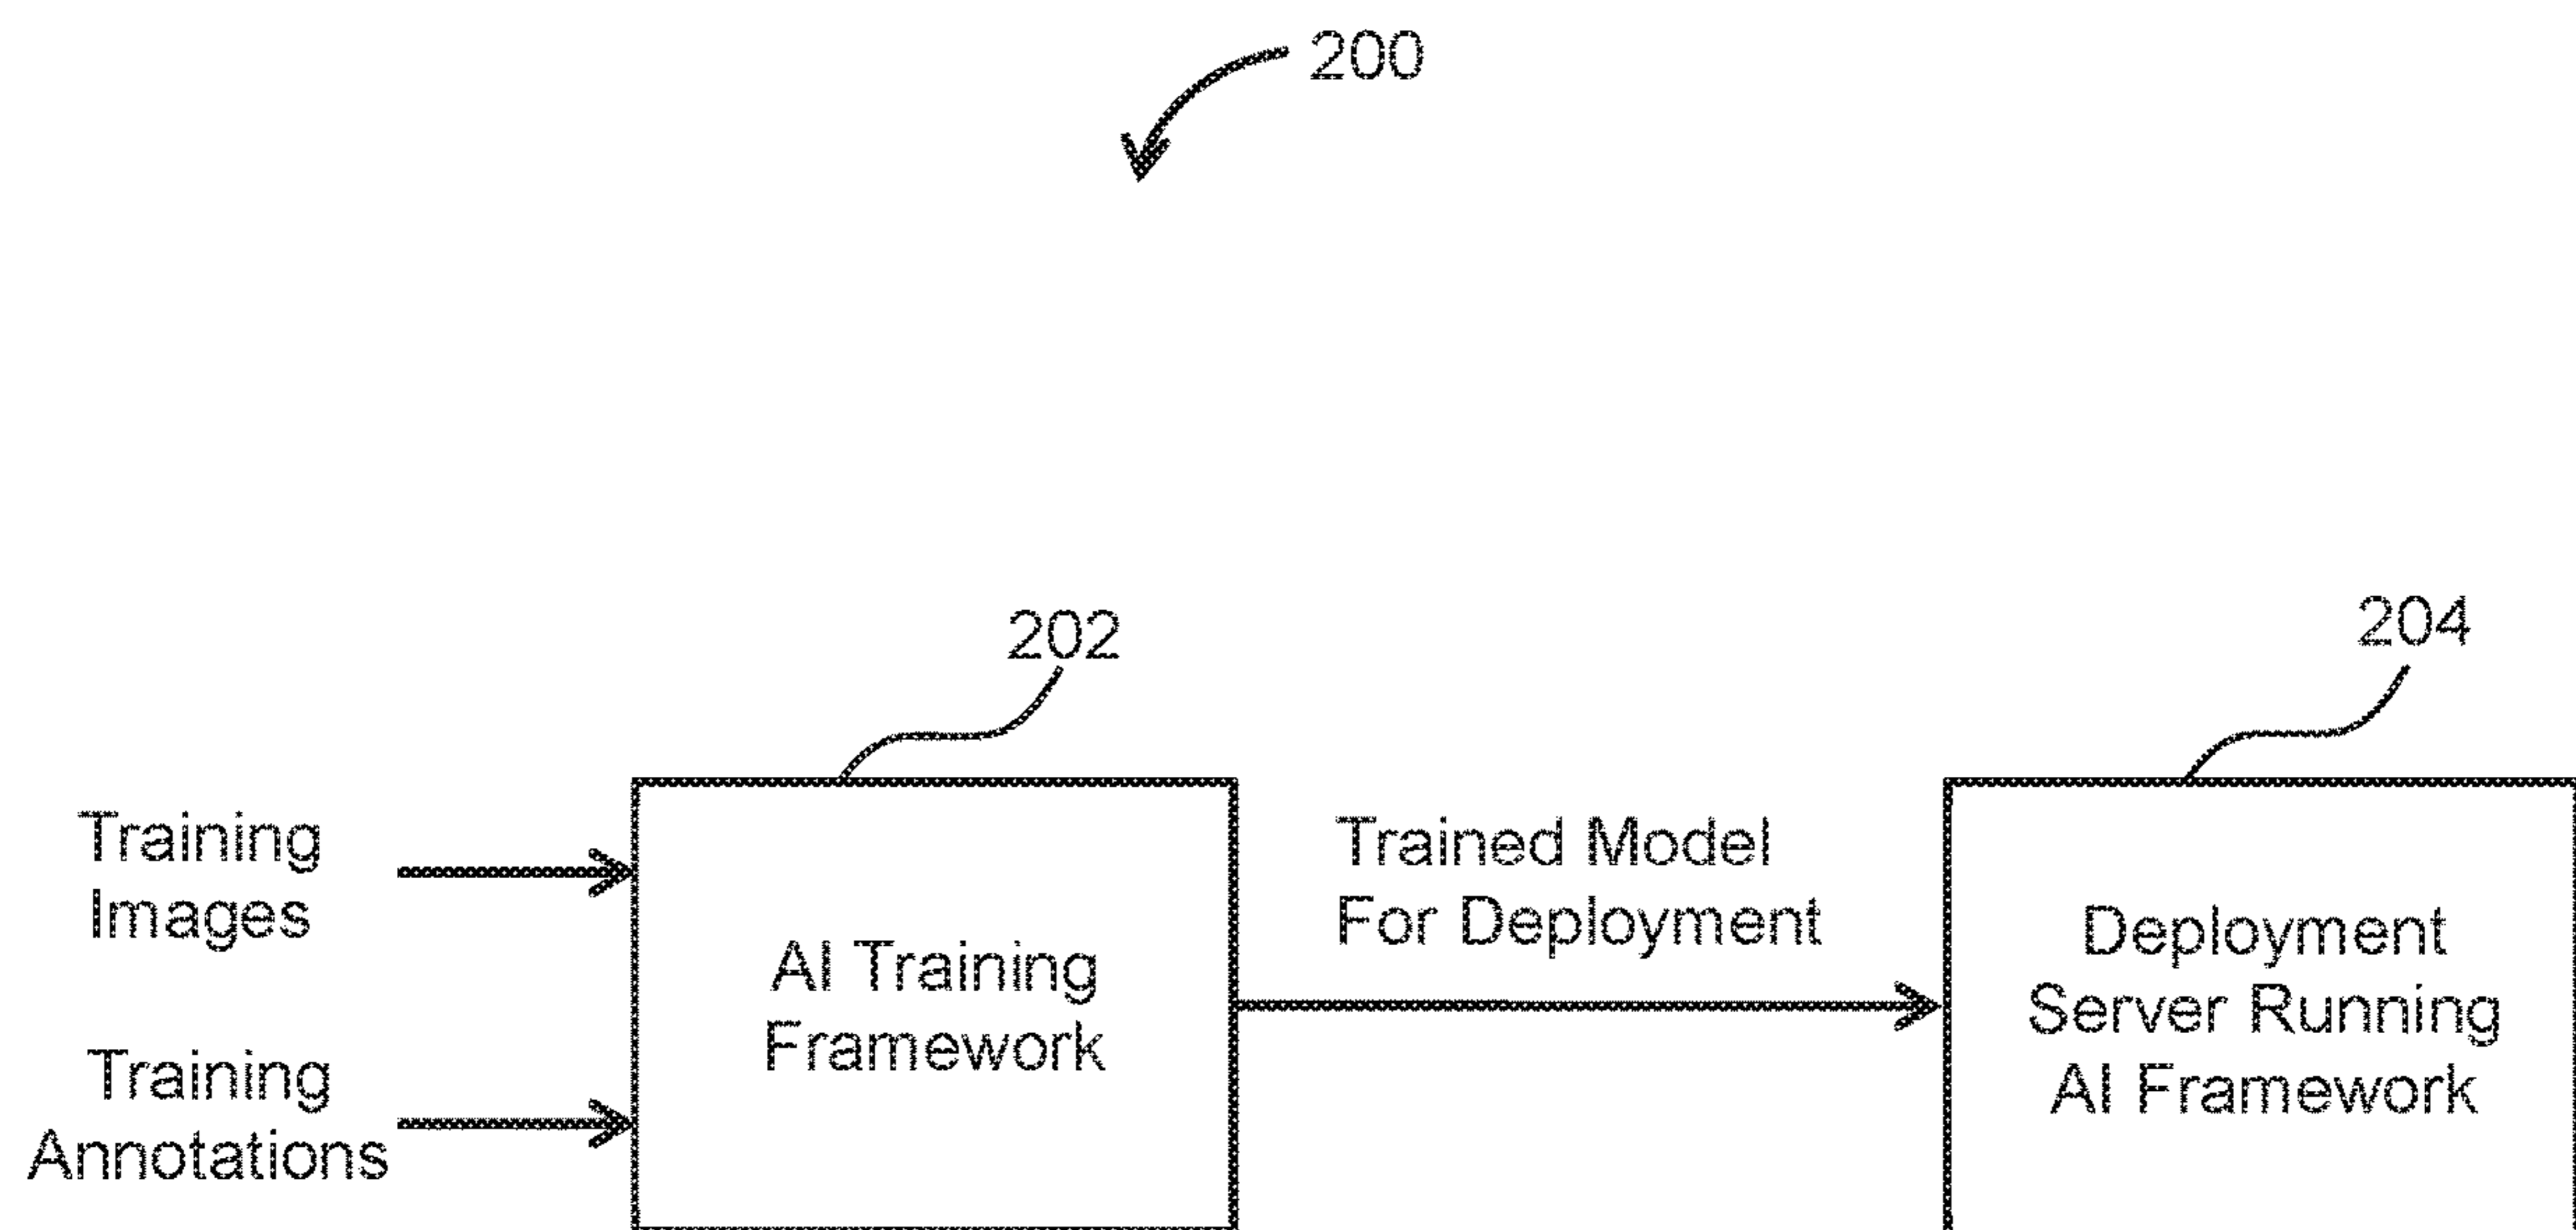 200
202
204
Training
Images
Training
Annotations
AI Training
Framework
Trained Model
For Deployment
Deployment
Server Running
AI Framework